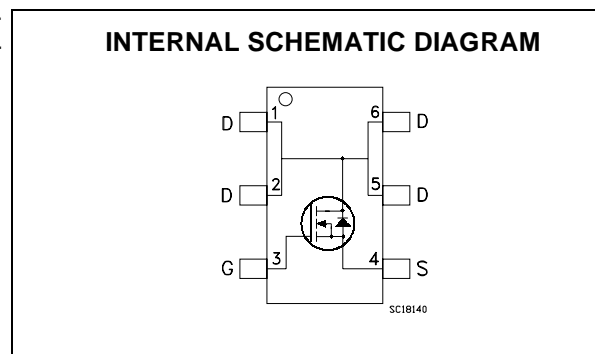 INTERNAL SCHEMATIC DIAGRAM
D 1 6 D
D 2 5 D
G 3 4 S
SC18140